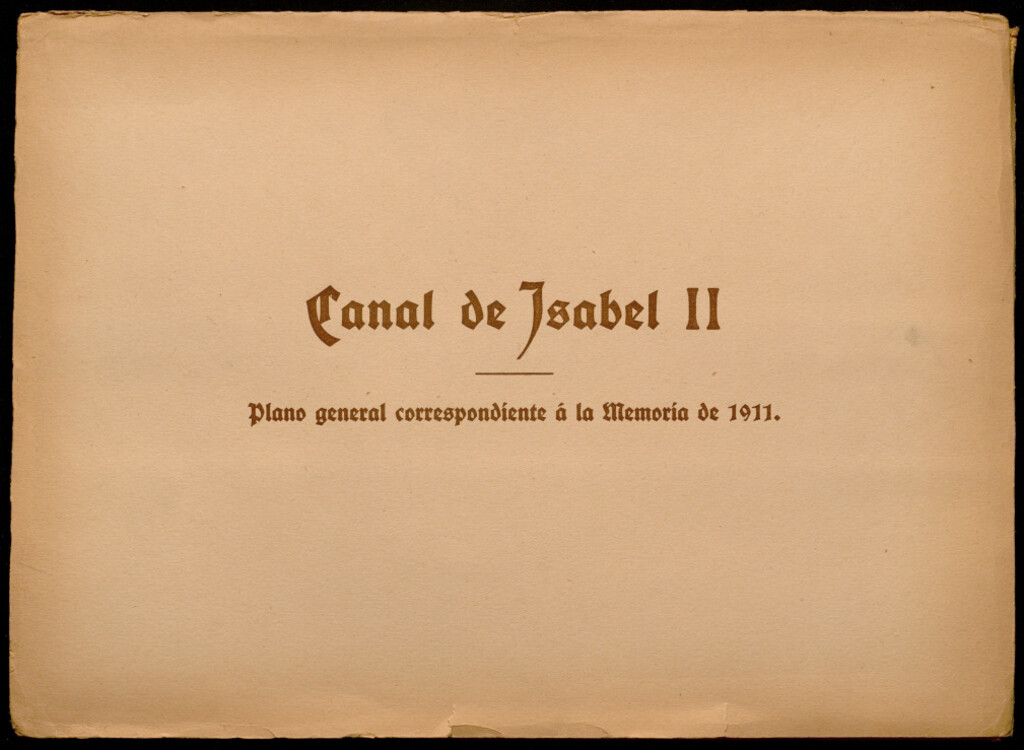 Canal de Isabel II
Plano general correspondiente á la Memoria de 1911.